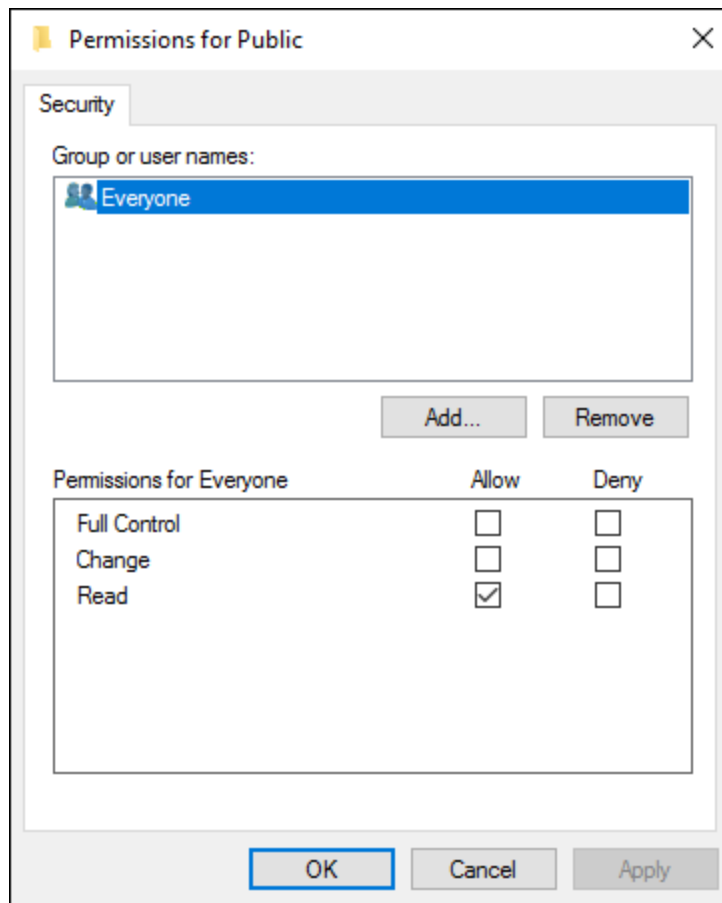 Permissions for Public
Security
Group or user names:
Everyone
Add... Remove
Permissions for Everyone Allow Deny
Full Control
Change
Read
OK Cancel Apply